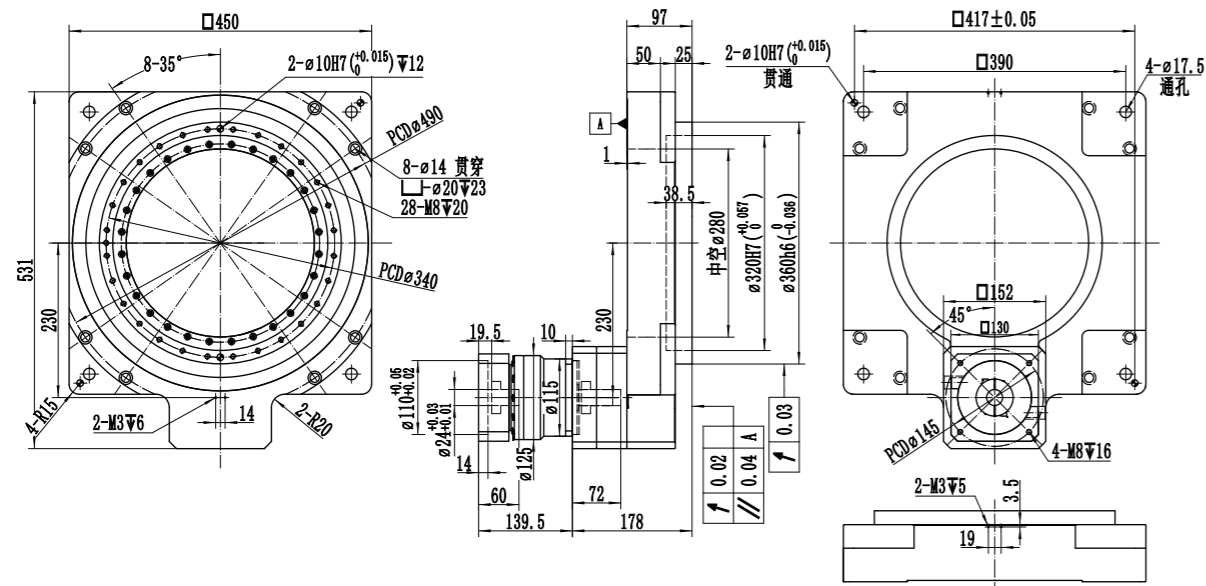 □450
8-35°
2-ø10H7(+0.015 0)↧12
PCDø490
8-ø14 贯穿
⌴-ø20↧23
28-M8↧20
PCDø340
531
230
4-R15
2-M3↧6
14
2-R20
97
50
25
A
1
38.5
中空ø280
ø320H7(+0.057 0)
ø360h6(0 -0.036)
230
19.5
10
ø110+0.06 +0.02
ø24+0.03 +0.01
ø115
14
ø125
60
72
139.5
178
↗ 0.02
// 0.04 A
↗ 0.03
□417±0.05
2-ø10H7(+0.015 0)
贯通
□390
4-ø17.5
通孔
□152
45°
□130
PCDø145
4-M8↧16
2-M3↧5
3.5
19